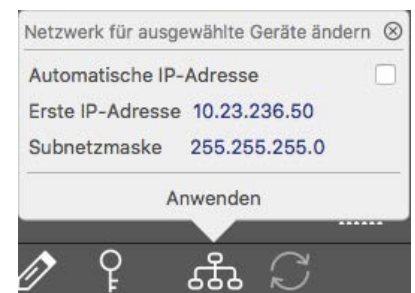 Netzwerk für ausgewählte Geräte ändern
Automatische IP-Adresse
Erste IP-Adresse 10.23.236.50
Subnetzmaske 255.255.255.0
Anwenden